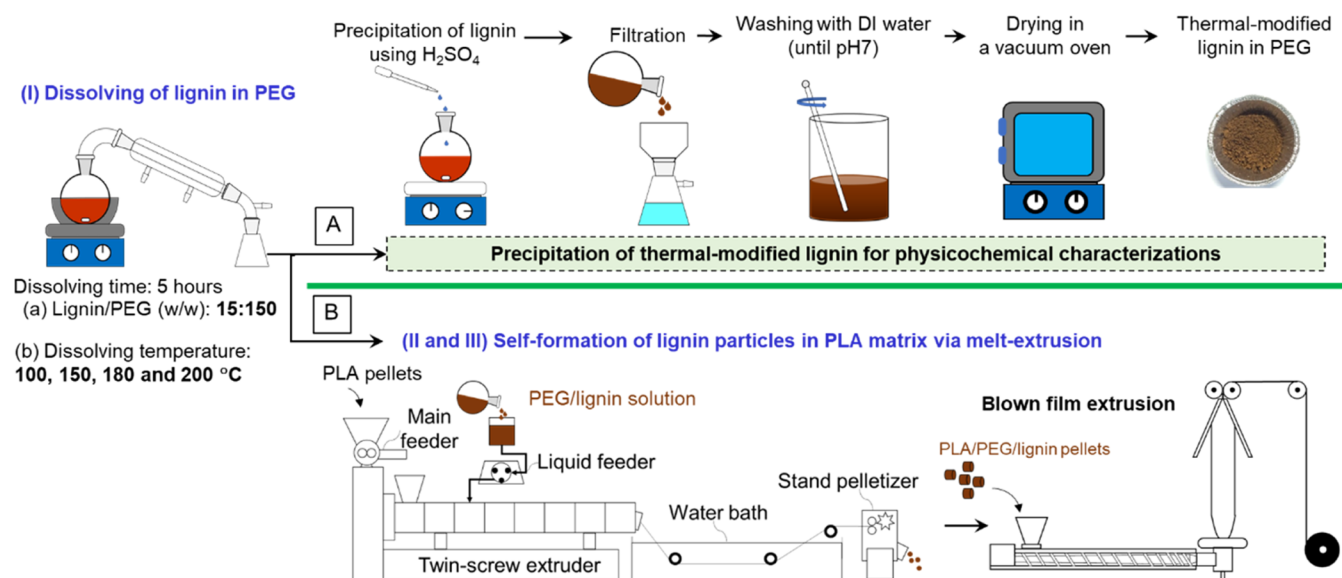 Precipitation of lignin
using H₂SO₄
Filtration
Washing with DI water
(until pH7)
Drying in
a vacuum oven
Thermal-modified
lignin in PEG
(I) Dissolving of lignin in PEG
A
Precipitation of thermal-modified lignin for physicochemical characterizations
Dissolving time: 5 hours
(a) Lignin/PEG (w/w): 15:150
(b) Dissolving temperature:
100, 150, 180 and 200 °C
B
(II and III) Self-formation of lignin particles in PLA matrix via melt-extrusion
PLA pellets
Main
feeder
PEG/lignin solution
Liquid feeder
Twin-screw extruder
Water bath
Stand pelletizer
Blown film extrusion
PLA/PEG/lignin pellets